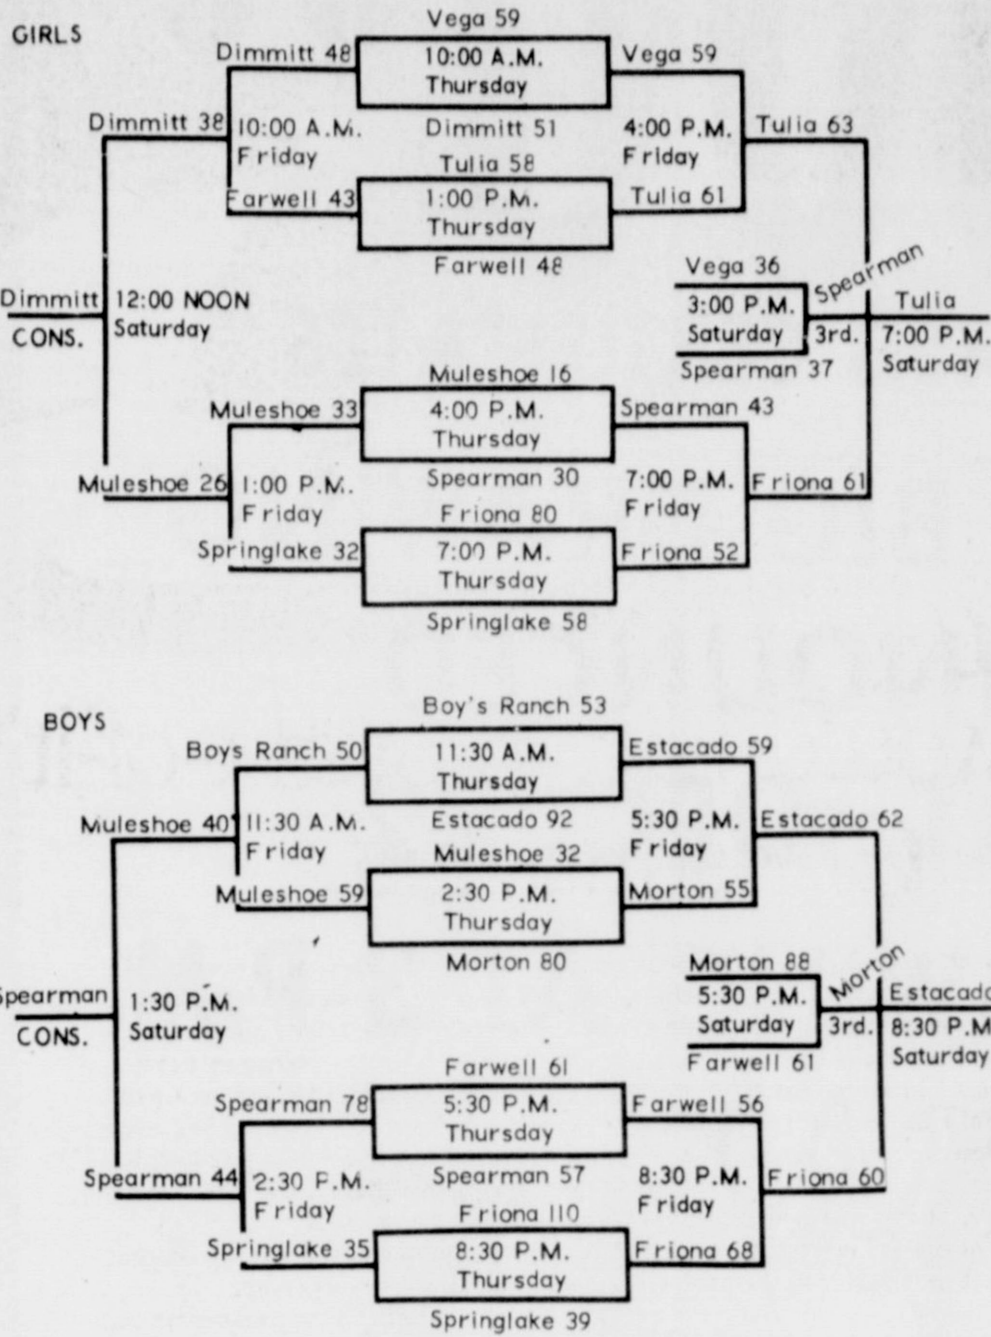 GIRLS
Vega 59
Dimmitt 48
10:00 A.M.
Thursday
Vega 59
Dimmitt 51
Dimmitt 38
10:00 A.M.
Friday
4:00 P.M.
Friday
Tulia 63
Tulia 58
Farwell 43
1:00 P.M.
Thursday
Tulia 61
Farwell 48
Dimmitt
CONS.
12:00 NOON
Saturday
Vega 36
3:00 P.M.
Saturday
Spearman 37
Spearman
3rd.
Tulia
7:00 P.M.
Saturday
Muleshoe 16
Muleshoe 33
4:00 P.M.
Thursday
Spearman 43
Spearman 30
Muleshoe 26
1:00 P.M.
Friday
7:00 P.M.
Friday
Friona 61
Friona 80
Springlake 32
7:00 P.M.
Thursday
Friona 52
Springlake 58
BOYS
Boy's Ranch 53
Boys Ranch 50
11:30 A.M.
Thursday
Estacado 59
Estacado 92
Muleshoe 40
11:30 A.M.
Friday
5:30 P.M.
Friday
Estacado 62
Muleshoe 32
Muleshoe 59
2:30 P.M.
Thursday
Morton 55
Morton 80
Spearman
CONS.
1:30 P.M.
Saturday
Morton 88
5:30 P.M.
Saturday
Farwell 61
Morton
3rd.
Estacado
8:30 P.M
Saturday
Farwell 61
Spearman 78
5:30 P.M.
Thursday
Farwell 56
Spearman 57
Spearman 44
2:30 P.M.
Friday
8:30 P.M.
Friday
Friona 60
Friona 110
Springlake 35
8:30 P.M.
Thursday
Friona 68
Springlake 39